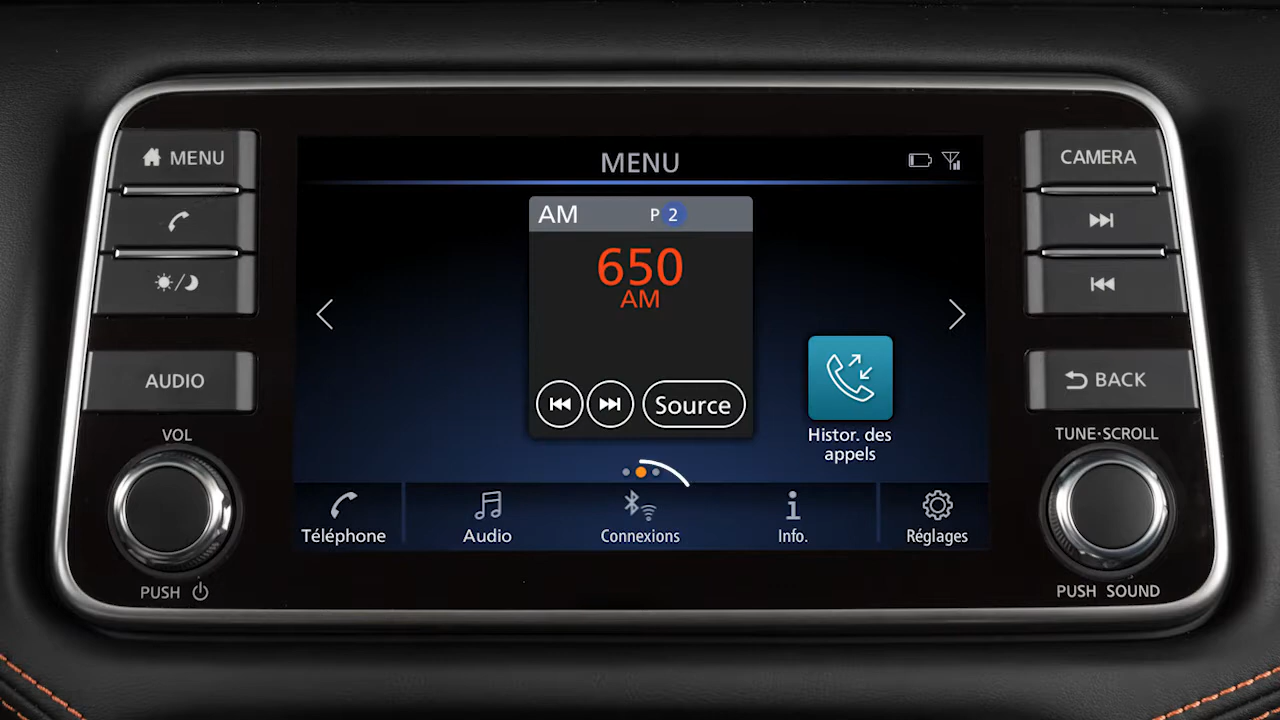 MENU
AUDIO
VOL
PUSH
MENU
AM P 2
650
AM
Source
Histor. des
appels
Téléphone
Audio
Connexions
Info.
Réglages
CAMERA
BACK
TUNE·SCROLL
PUSH SOUND